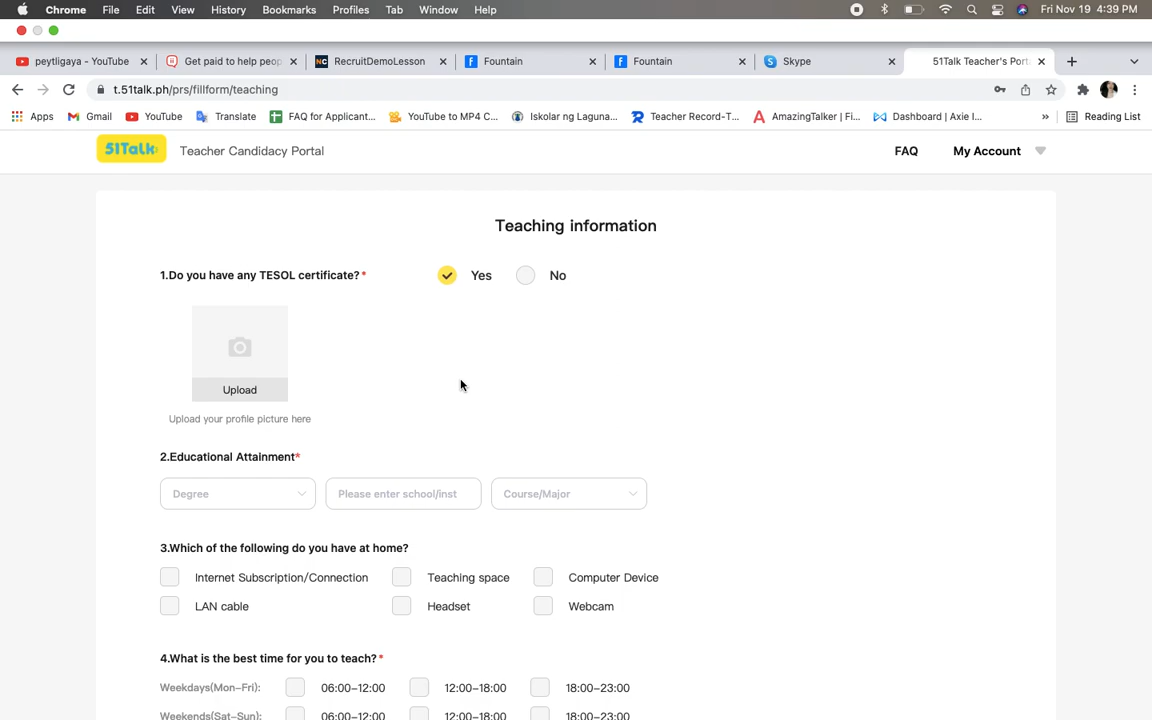 Chrome File Edit View History Bookmarks Profiles Tab Window Help Fri Nov 19 4:39 PM
peytligaya - YouTube Get paid to help peop RecruitDemoLesson Fountain Fountain Skype 51Talk Teacher's Port
t.51talk.ph/prs/fillform/teaching
Apps Gmail YouTube Translate FAQ for Applicant... YouTube to MP4 C... Iskolar ng Laguna... Teacher Record-T... AmazingTalker | Fi... Dashboard | Axie I... » Reading List
51Talk Teacher Candidacy Portal FAQ My Account
Teaching information
1.Do you have any TESOL certificate?* Yes No
Upload
Upload your profile picture here
2.Educational Attainment*
Degree Please enter school/inst Course/Major
3.Which of the following do you have at home?
Internet Subscription/Connection Teaching space Computer Device
LAN cable Headset Webcam
4.What is the best time for you to teach?*
Weekdays(Mon-Fri): 06:00-12:00 12:00-18:00 18:00-23:00
Weekends(Sat-Sun): 06:00-12:00 12:00-18:00 18:00-23:00